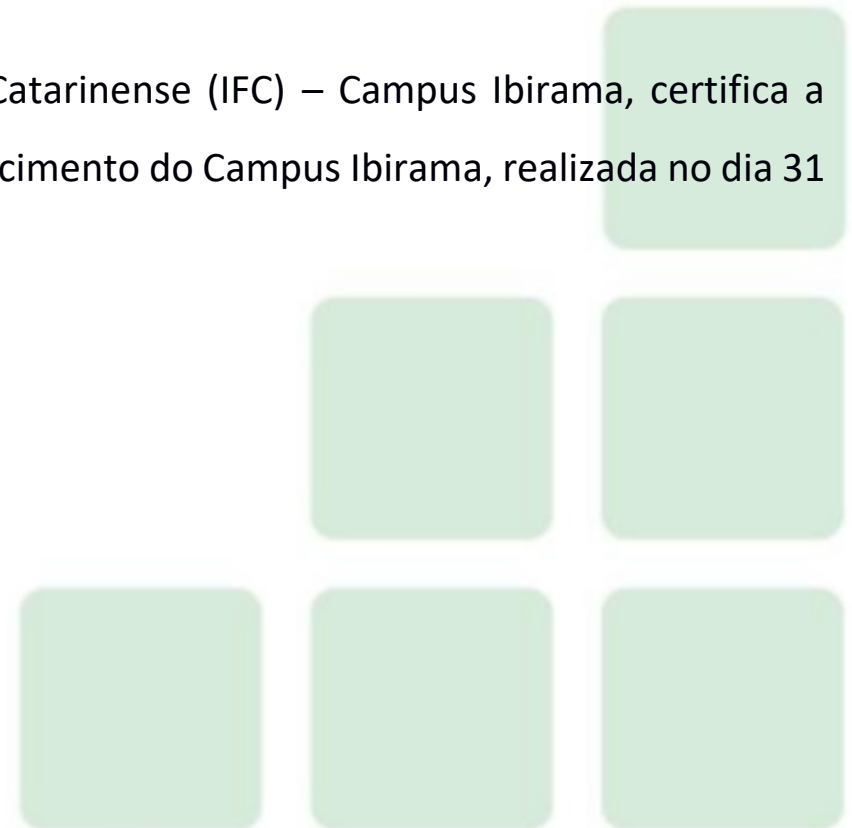 Catarinense (IFC) – Campus Ibirama, certifica a
cimento do Campus Ibirama, realizada no dia 31